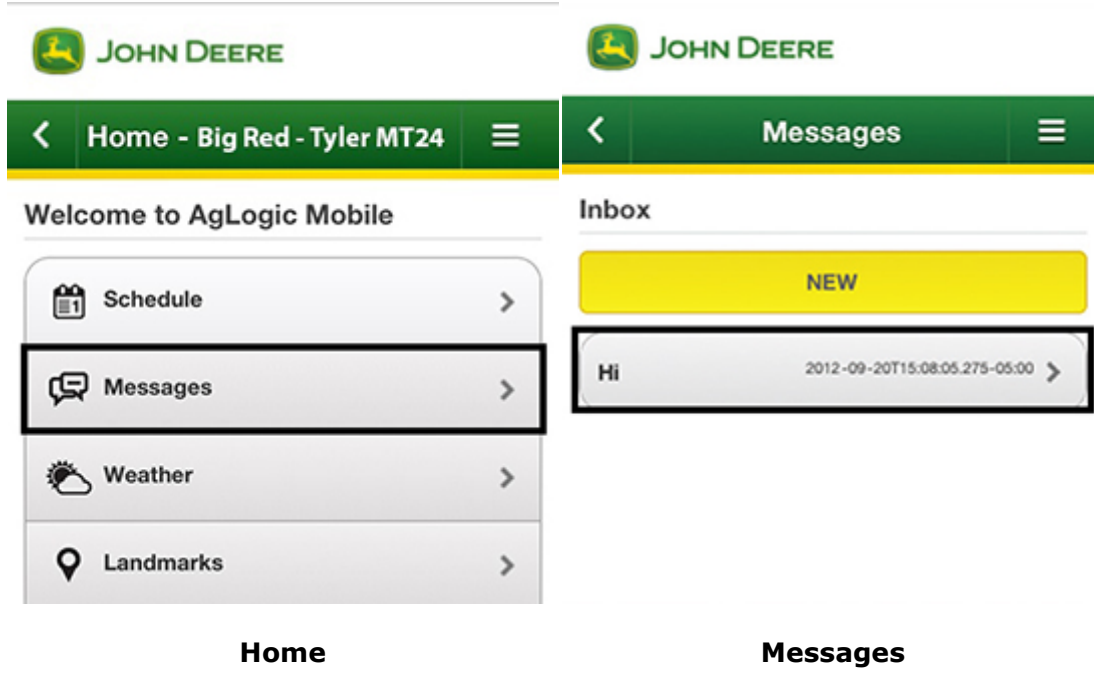 JOHN DEERE
Home - Big Red - Tyler MT24
Welcome to AgLogic Mobile
1 Schedule
Messages
Weather
Landmarks
Home
JOHN DEERE
Messages
Inbox
NEW
Hi 2012-09-20T15:08:05.275-05:00
Messages